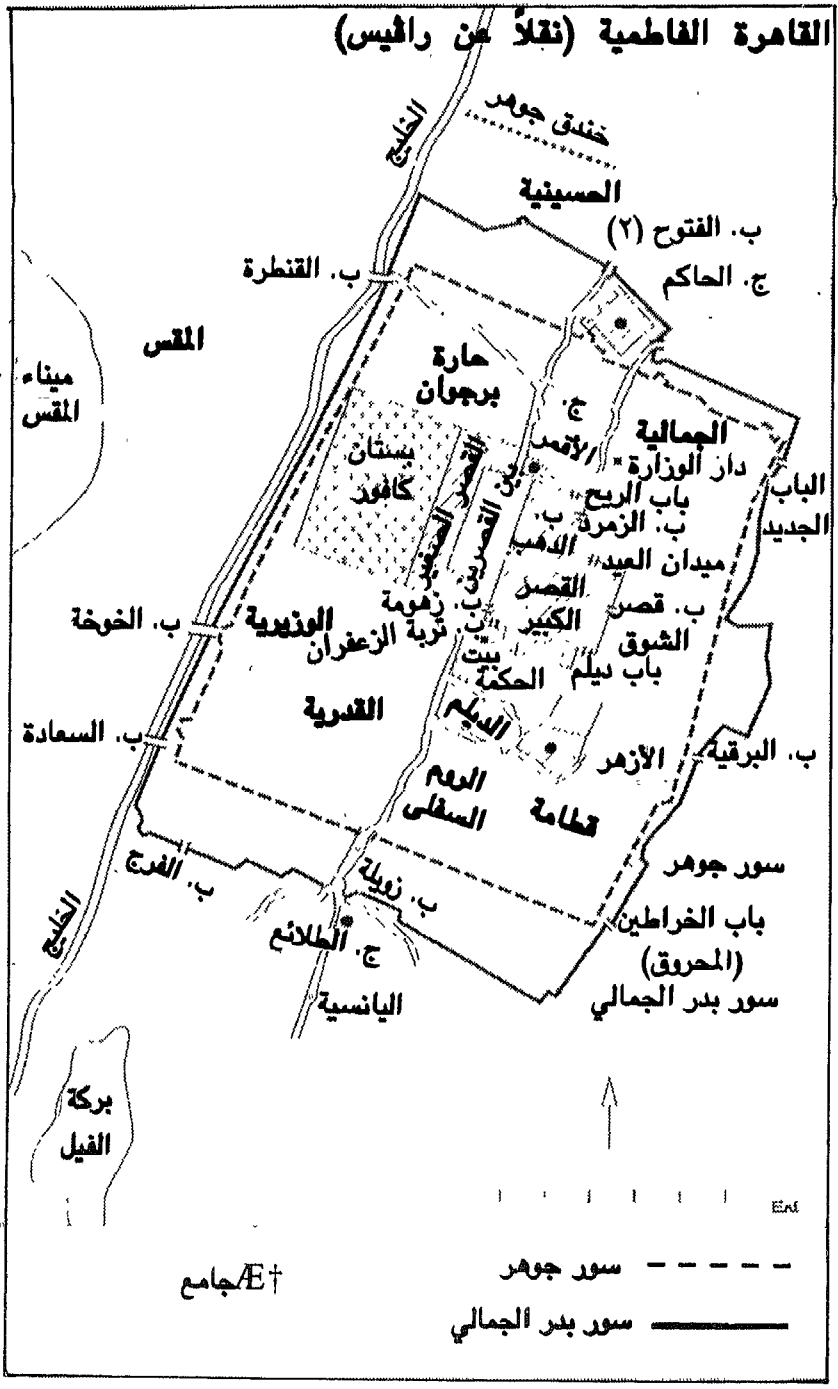 القاهرة الفاطمية (نقلاً عن راڤيس)
خندق جوهر
الخليج
الحسينية
ب. الفتوح (٢)
ج. الحاكم
ب. القنطرة
المقس
ميناء
المقس
حارة
برجوان
ج.
الأقمر
الجمالية
دار الوزارة
الباب
الجديد
بستان
كافور
القصر الصغير
بين القصرين
باب الريح
ب. الزمرد
ب.
الذهب
ميدان العيد
القصر
الكبير
ب. قصر
الشوق
ب. زهومة
ب. تربة الزعفران
الوزيرية
ب. الخوخة
بيت
الحكمة
باب ديلم
القدرية
الديلم
ب. السعادة
الأزهر
ب. البرقية
الروم
السفلى
قطامة
سور جوهر
ب. الفرج
ب. زويلة
باب الخراطين
(المحروق)
سور بدر الجمالي
الخليج
ج. الطلائع
اليانسية
بركة
الفيل
سور جوهر
جامعÆ†
سور بدر الجمالي